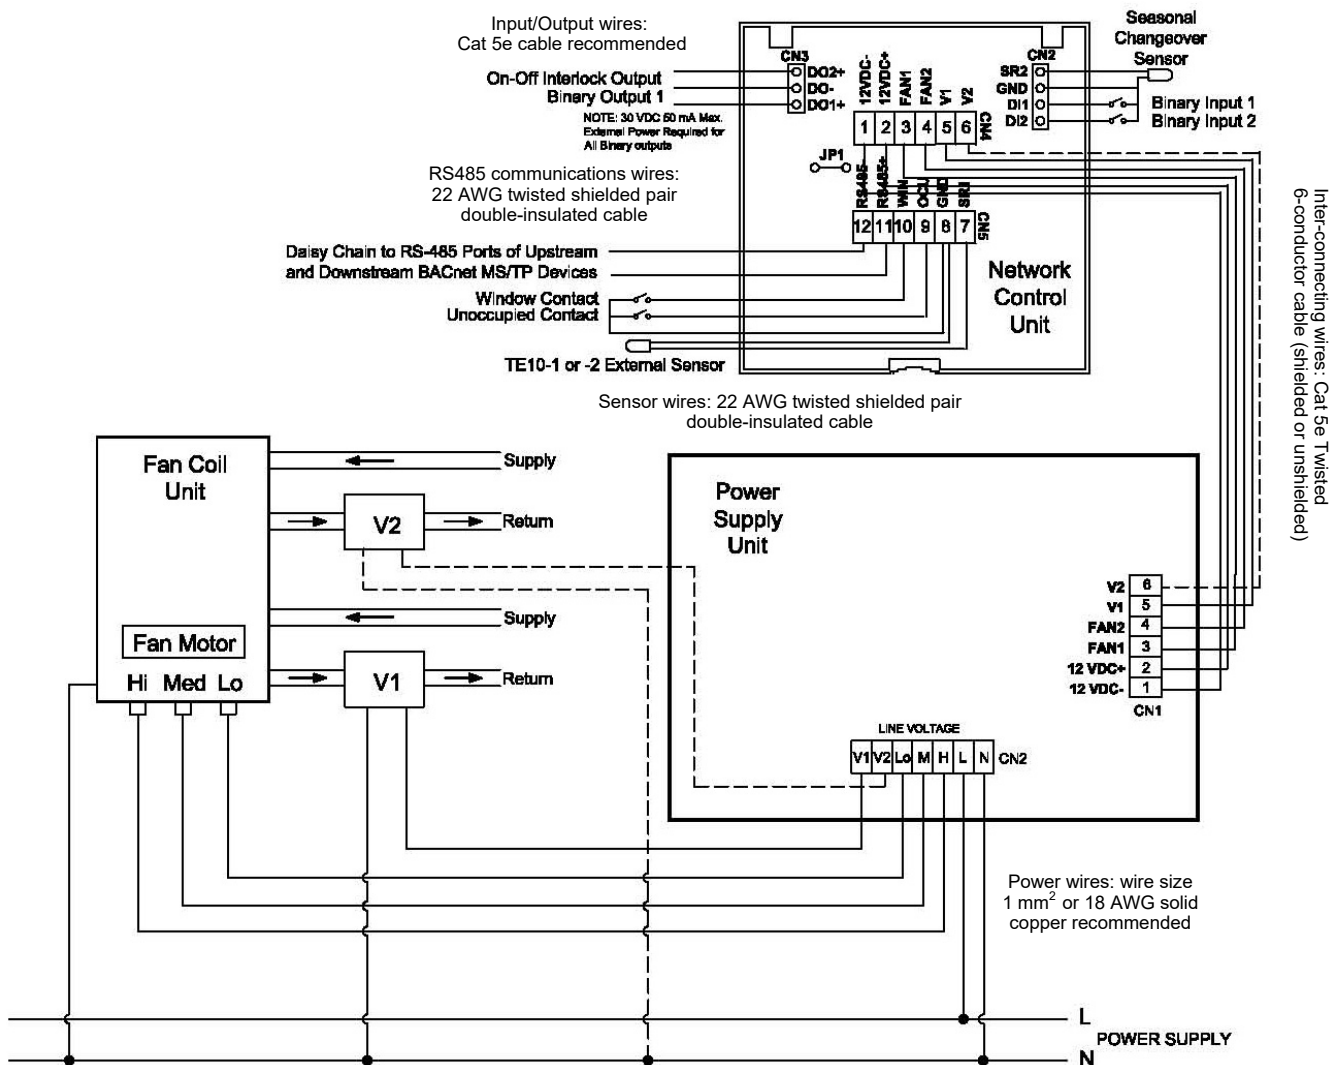 Input/Output wires:
Cat 5e cable recommended
On-Off Interlock Output
Binary Output 1
NOTE: 30 VDC 50 mA Max.
External Power Required for
All Binary outputs
CN3
DO2+
DO-
DO1+
12VDC-
12VDC+
FAN1
FAN2
V1
V2
1 2 3 4 5 6
CN4
JP1
CN2
SR2
GND
DI1
DI2
Seasonal
Changeover
Sensor
Binary Input 1
Binary Input 2
RS485 communications wires:
22 AWG twisted shielded pair
double-insulated cable
RS485-
RS485+
WIN
OCU
GND
SR1
12 11 10 9 8 7
CN5
Daisy Chain to RS-485 Ports of Upstream
and Downstream BACnet MS/TP Devices
Window Contact
Unoccupied Contact
TE10-1 or -2 External Sensor
Network
Control
Unit
Sensor wires: 22 AWG twisted shielded pair
double-insulated cable
Inter-connecting wires: Cat 5e Twisted
6-conductor cable (shielded or unshielded)
Fan Coil
Unit
Supply
V2
Return
Supply
Fan Motor
Hi Med Lo
V1
Return
Power
Supply
Unit
V2 6
V1 5
FAN2 4
FAN1 3
12 VDC+ 2
12 VDC- 1
CN1
LINE VOLTAGE
V1 V2 Lo M H L N CN2
Power wires: wire size
1 mm² or 18 AWG solid
copper recommended
L
POWER SUPPLY
N